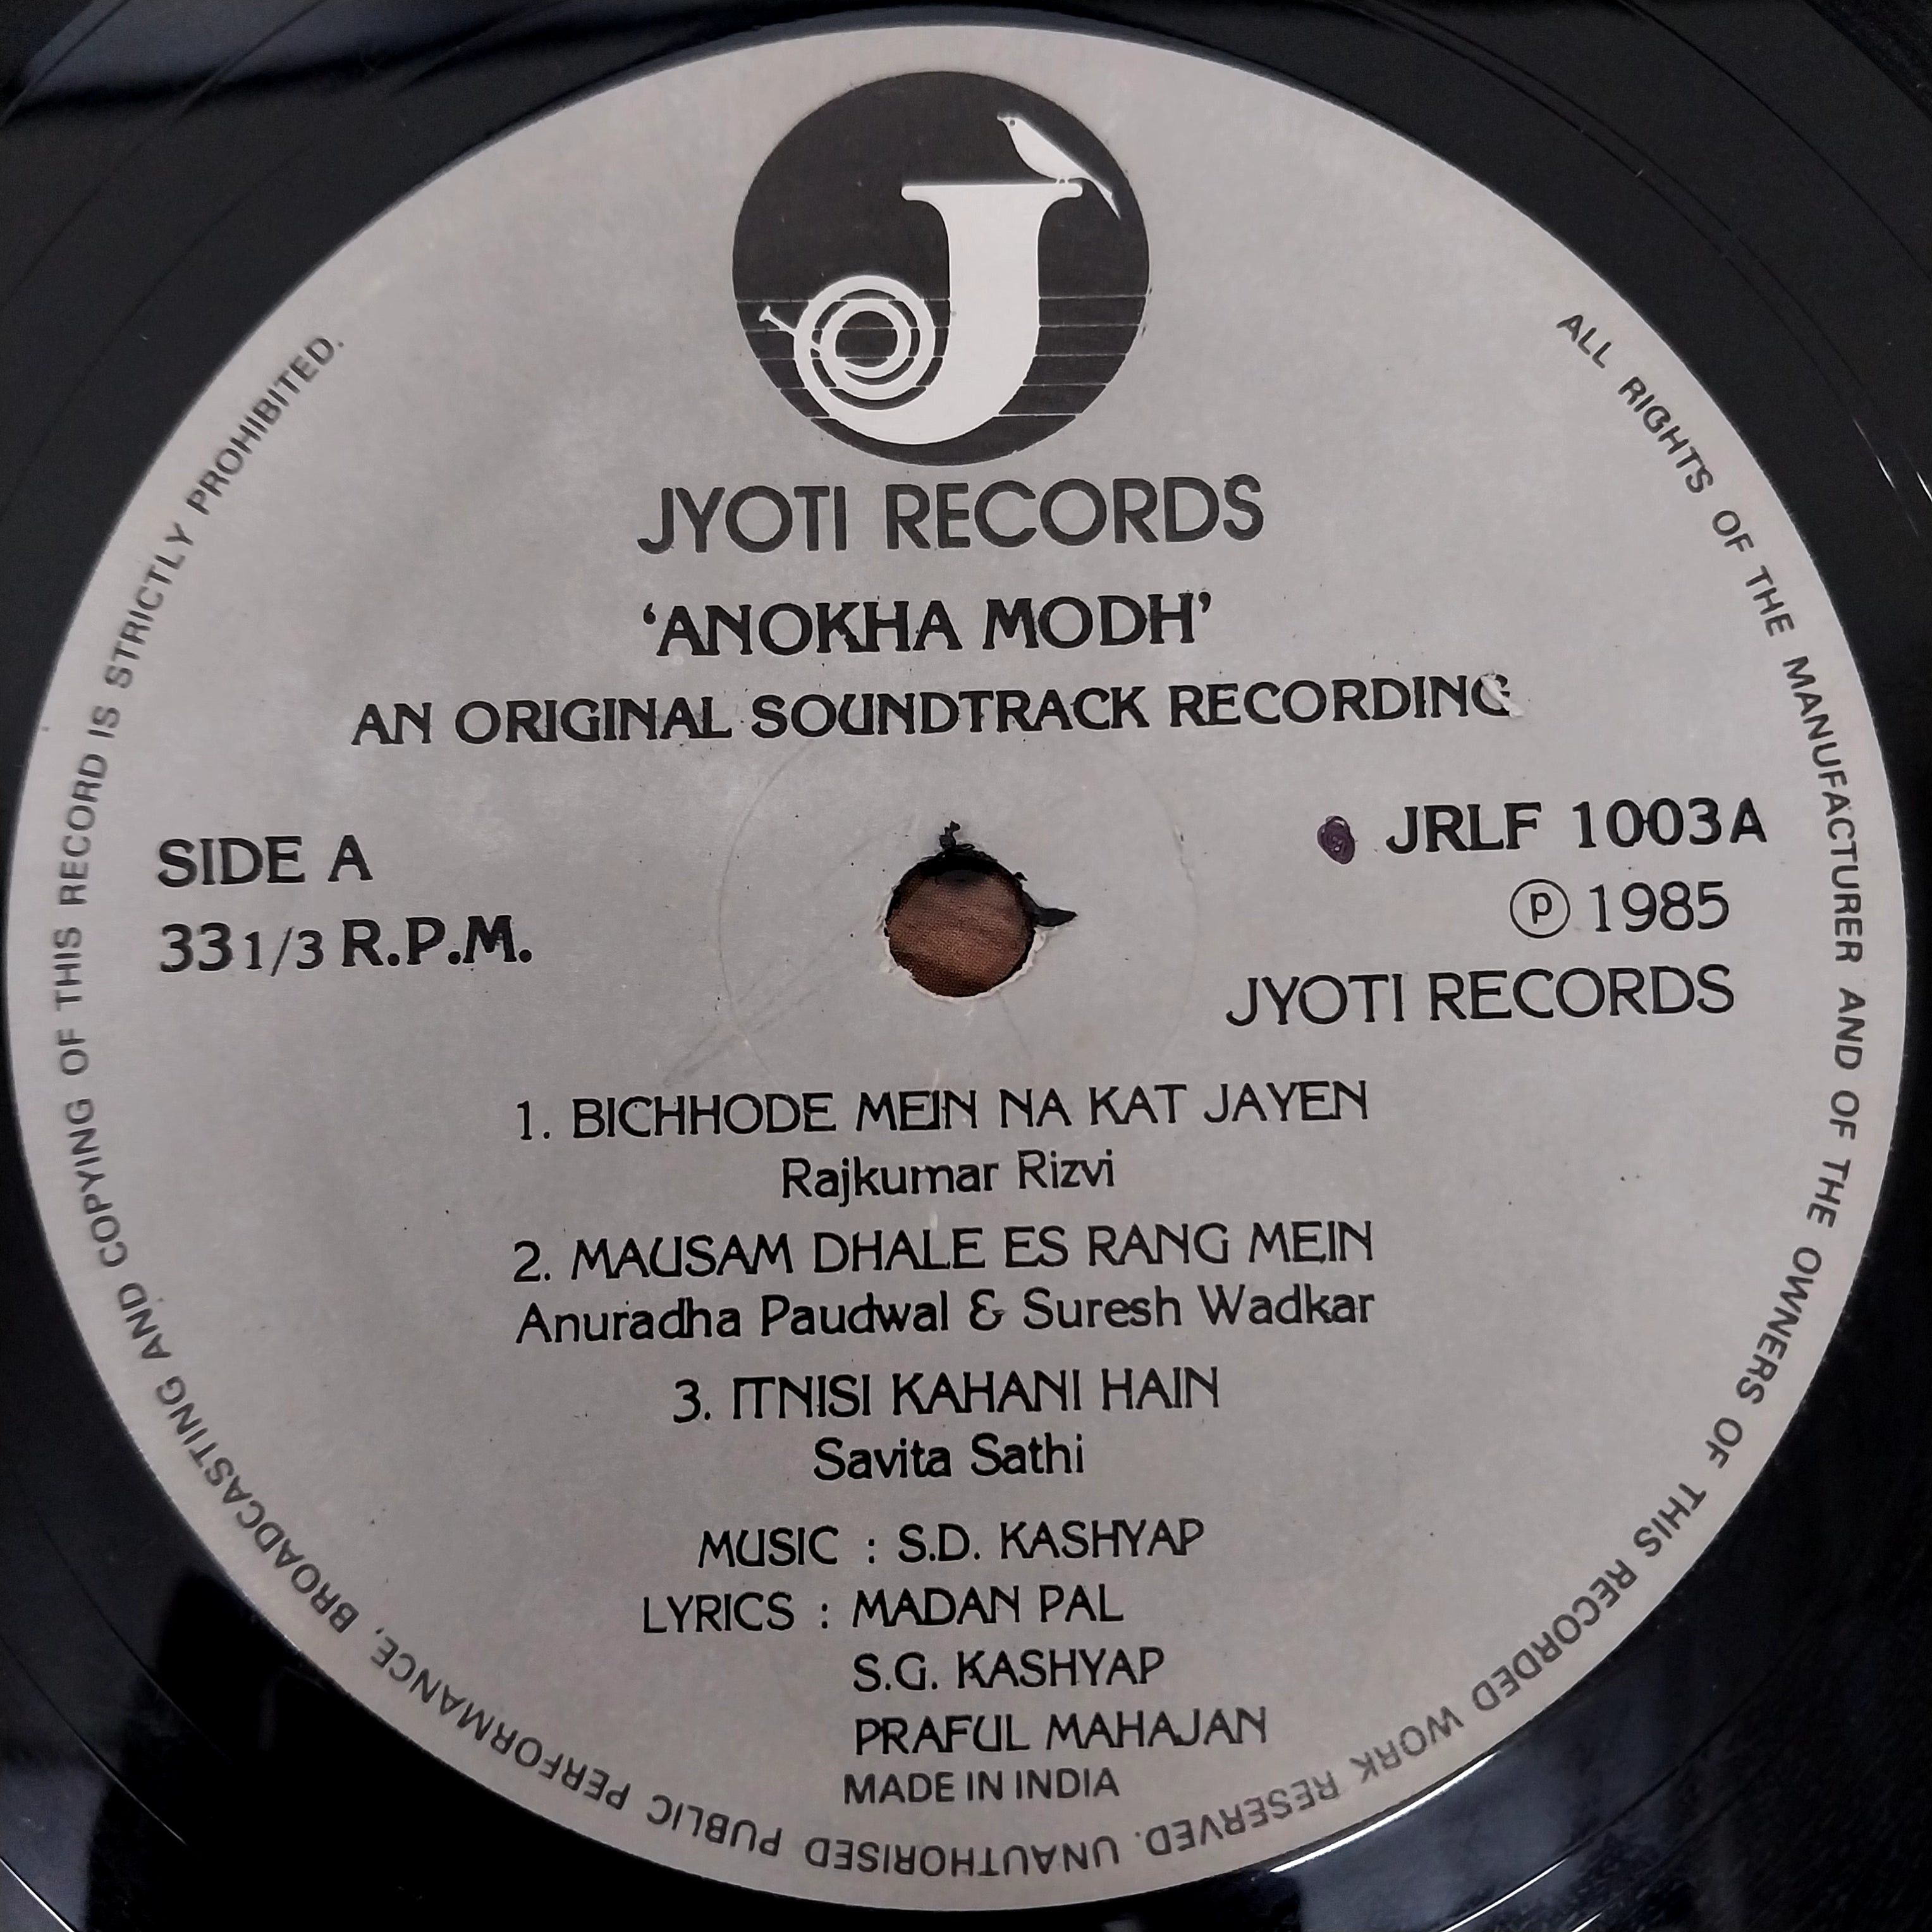 JYOTI RECORDS
'ANOKHA MODH'
AN ORIGINAL SOUNDTRACK RECORDING
SIDE A
33 1/3 R.P.M.
JRLF 1003A
℗ 1985
JYOTI RECORDS
1. BICHHODE MEIN NA KAT JAYEN
Rajkumar Rizvi
2. MAUSAM DHALE ES RANG MEIN
Anuradha Paudwal & Suresh Wadkar
3. ITNISI KAHANI HAIN
Savita Sathi
MUSIC : S.D. KASHYAP
LYRICS : MADAN PAL
S.G. KASHYAP
PRAFUL MAHAJAN
MADE IN INDIA
ALL RIGHTS OF THE MANUFACTURER AND OF THE OWNERS OF THIS RECORDED WORK RESERVED. UNAUTHORISED PUBLIC PERFORMANCE, BROADCASTING AND COPYING OF THIS RECORD IS STRICTLY PROHIBITED.